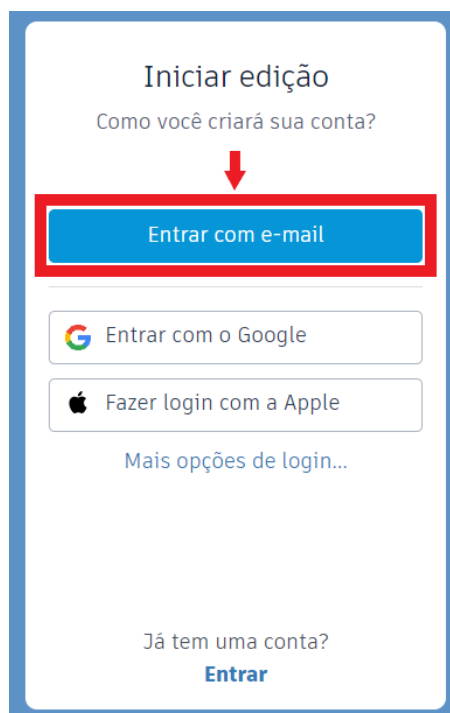 Iniciar edição
Como você criará sua conta?
Entrar com e-mail
Entrar com o Google
Fazer login com a Apple
Mais opções de login...
Já tem uma conta?
Entrar